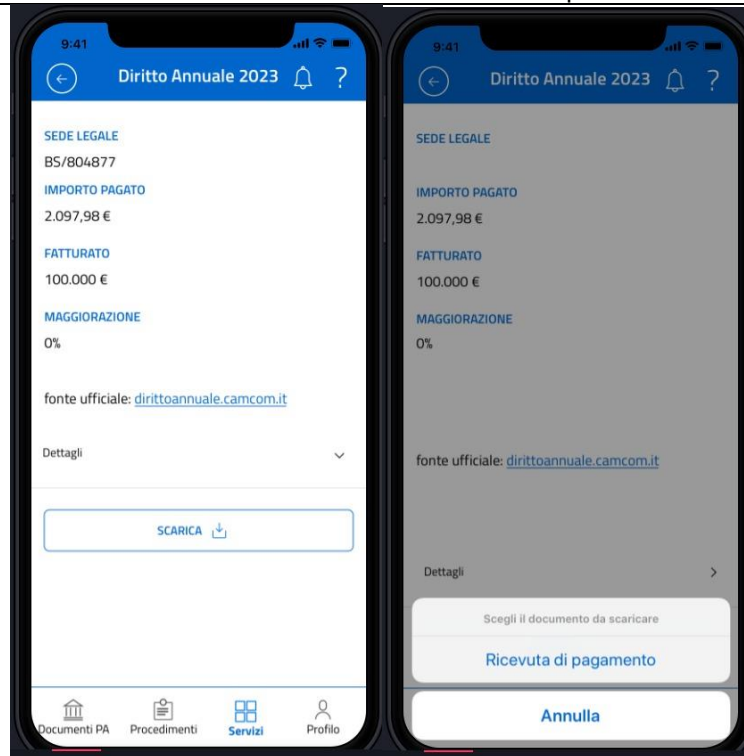 9:41
Diritto Annuale 2023 ?
SEDE LEGALE
BS/804877
IMPORTO PAGATO
2.097,98 €
FATTURATO
100.000 €
MAGGIORAZIONE
0%
fonte ufficiale: dirittoannuale.camcom.it
Dettagli
SCARICA
Documenti PA Procedimenti Servizi Profilo
9:41
Diritto Annuale 2023 ?
SEDE LEGALE
IMPORTO PAGATO
2.097,98 €
FATTURATO
100.000 €
MAGGIORAZIONE
0%
fonte ufficiale: dirittoannuale.camcom.it
Dettagli
Scegli il documento da scaricare
Ricevuta di pagamento
Annulla